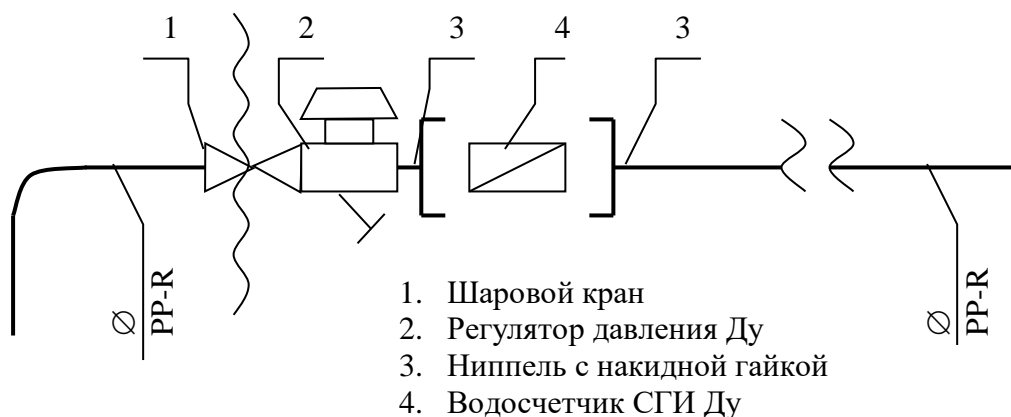 1 2 3 4 3
∅
PP-R
∅
PP-R
1. Шаровой кран
2. Регулятор давления Ду
3. Ниппель с накидной гайкой
4. Водосчетчик СГИ Ду